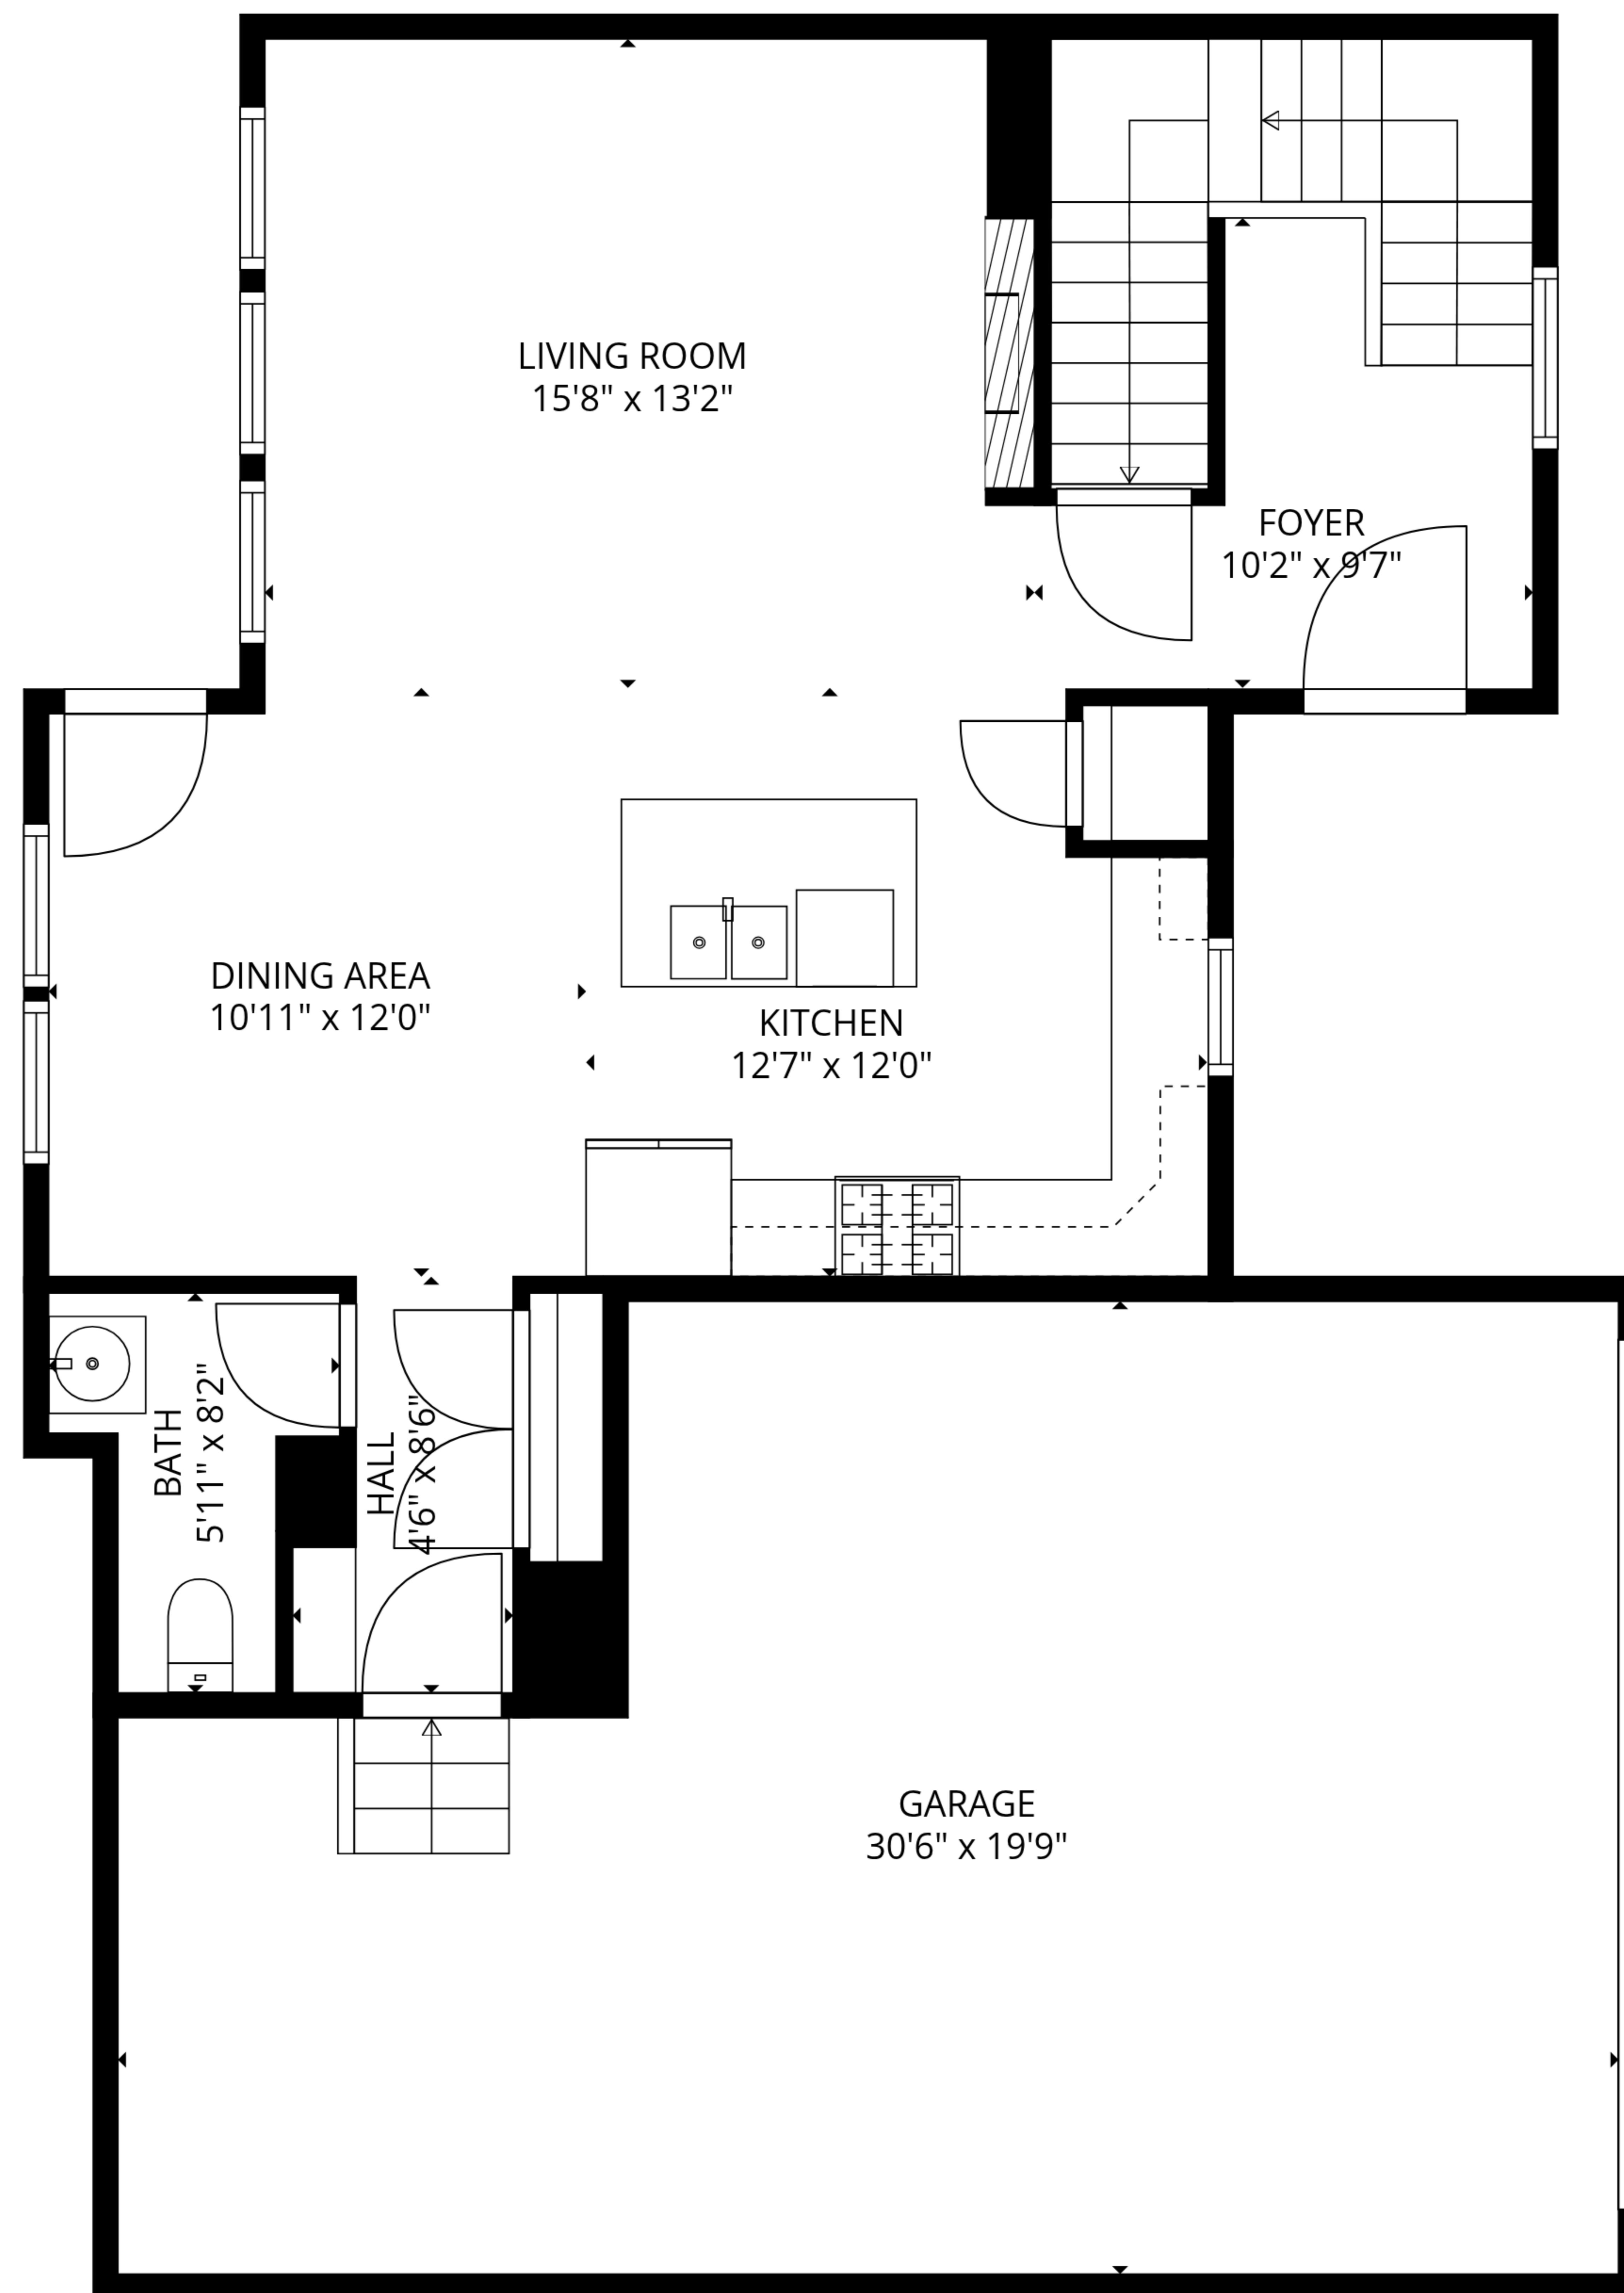 LIVING ROOM
15'8" x 13'2"
FOYER
10'2" x 9'7"
DINING AREA
10'11" x 12'0"
KITCHEN
12'7" x 12'0"
BATH
5'11" x 8'2"
HALL
4'6" x 8'6"
GARAGE
30'6" x 19'9"